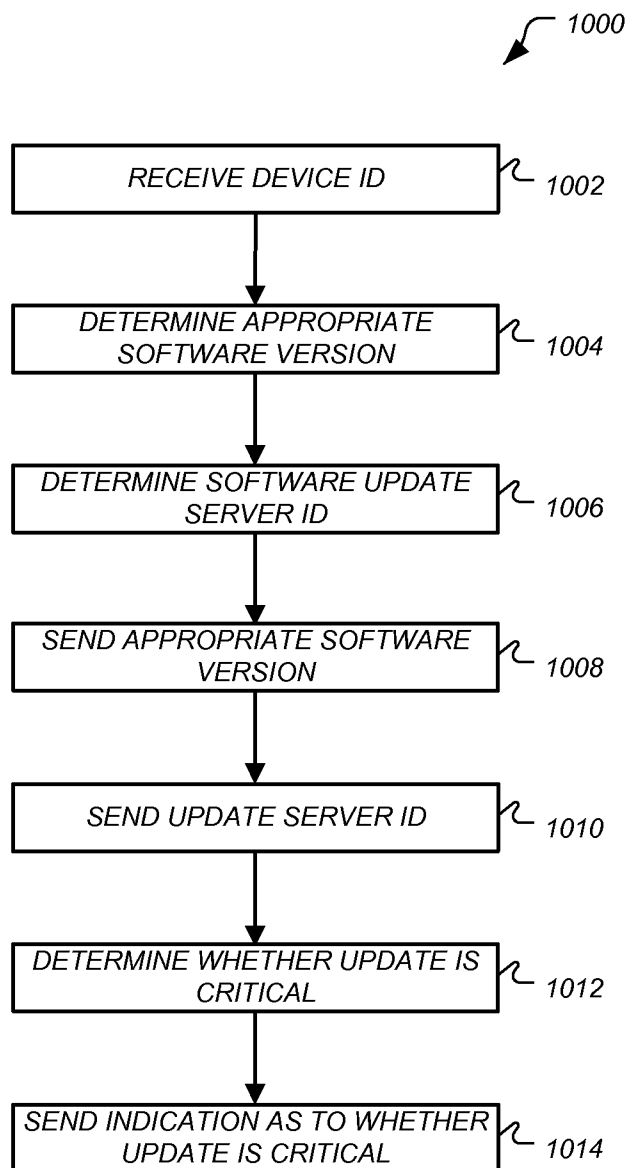 1000
RECEIVE DEVICE ID
1002
DETERMINE APPROPRIATE
SOFTWARE VERSION
1004
DETERMINE SOFTWARE UPDATE
SERVER ID
1006
SEND APPROPRIATE SOFTWARE
VERSION
1008
SEND UPDATE SERVER ID
1010
DETERMINE WHETHER UPDATE IS
CRITICAL
1012
SEND INDICATION AS TO WHETHER
UPDATE IS CRITICAL
1014